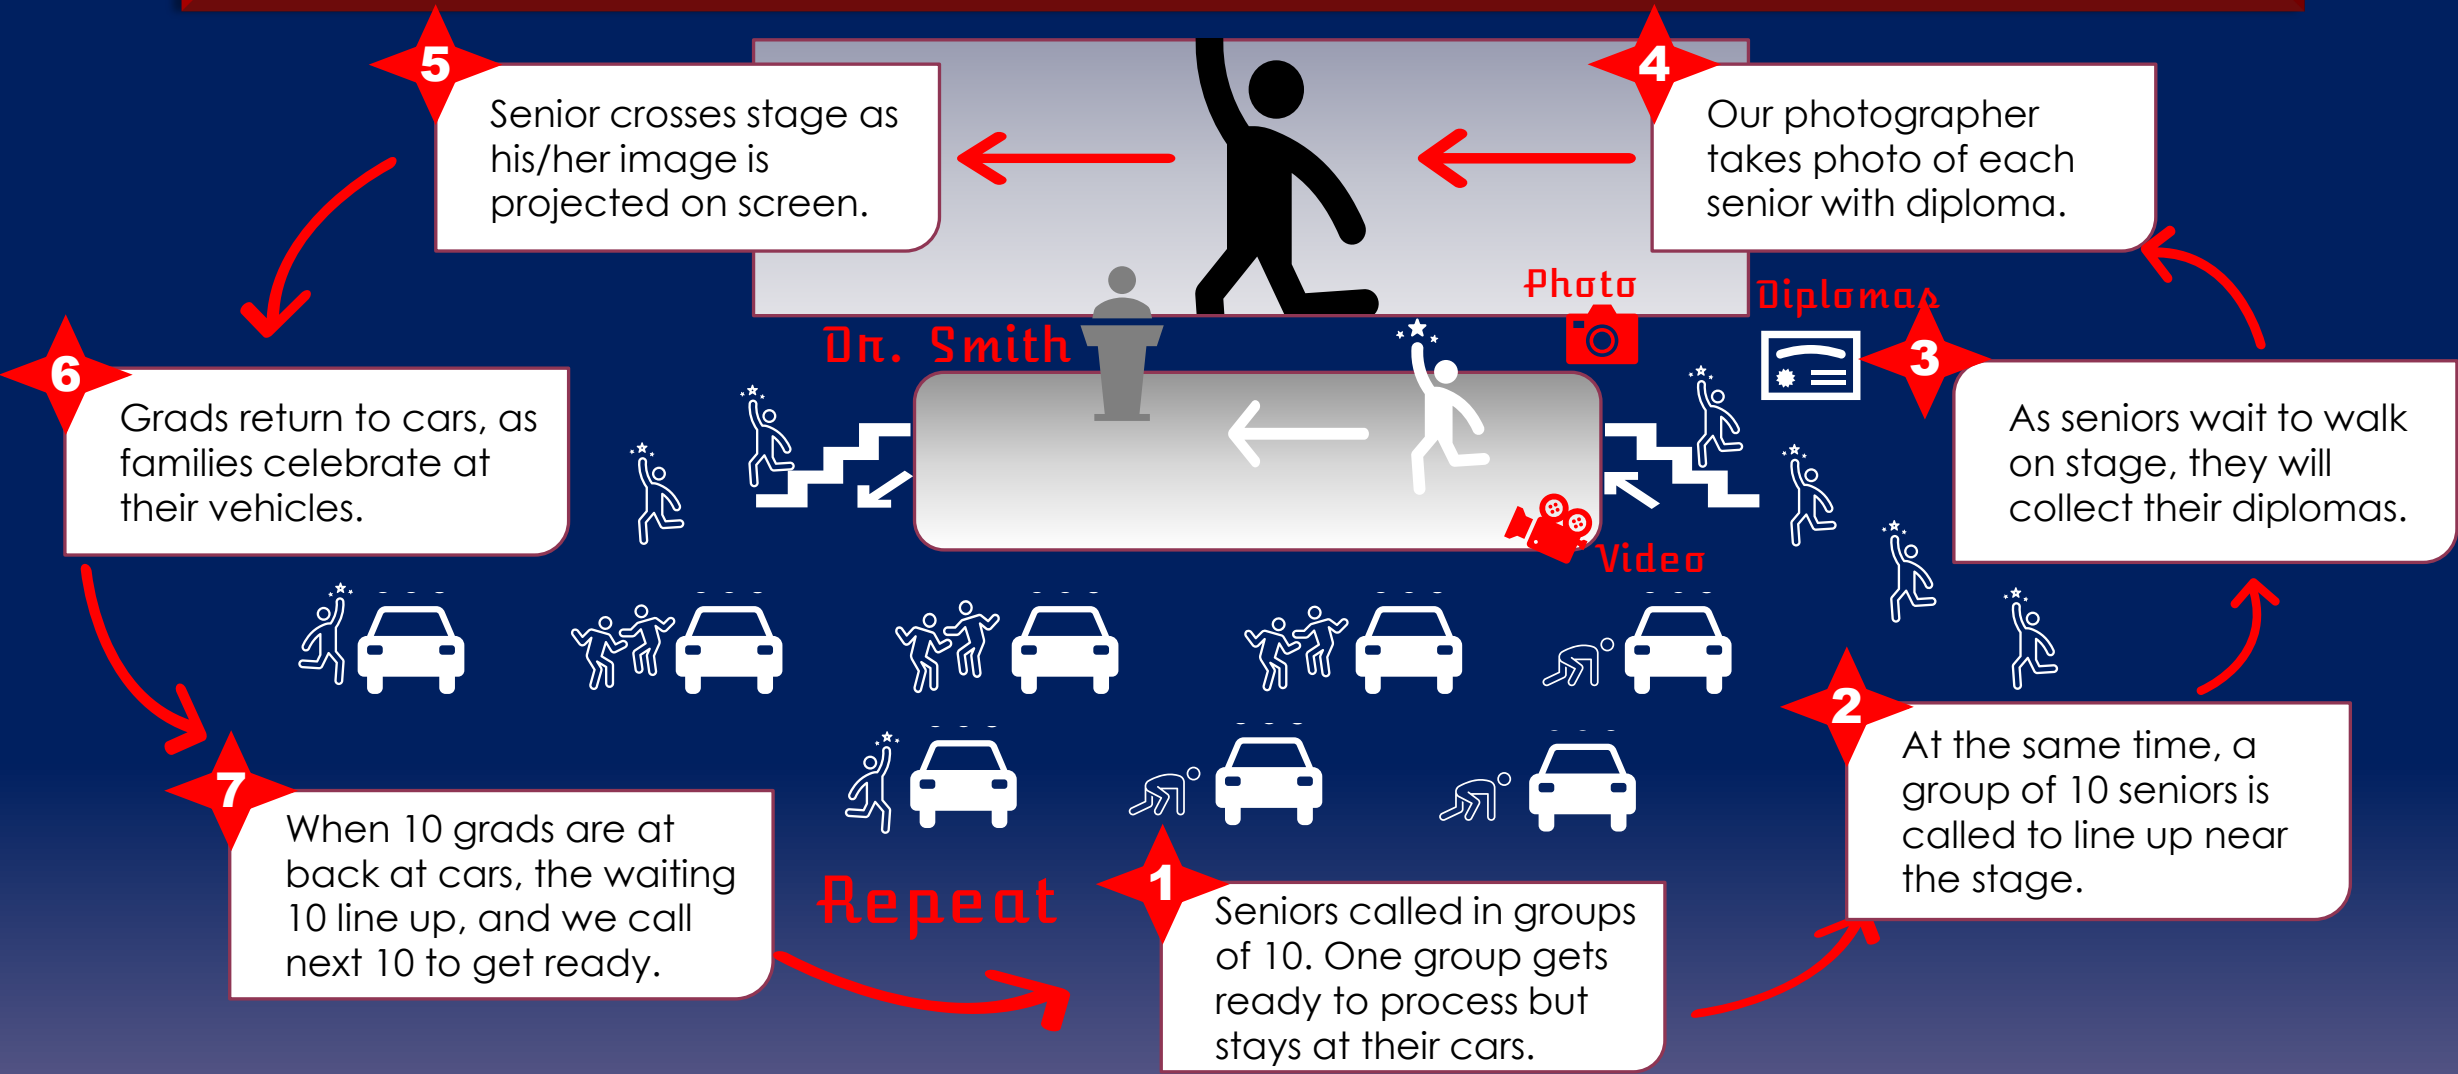 5
Senior crosses stage as
his/her image is
projected on screen.
4
Our photographer
takes photo of each
senior with diploma.
Photo
Diplomas
Dr. Smith
3
As seniors wait to walk
on stage, they will
collect their diplomas.
6
Grads return to cars, as
families celebrate at
their vehicles.
Video
2
At the same time, a
group of 10 seniors is
called to line up near
the stage.
7
When 10 grads are at
back at cars, the waiting
10 line up, and we call
next 10 to get ready.
Repeat
1
Seniors called in groups
of 10. One group gets
ready to process but
stays at their cars.